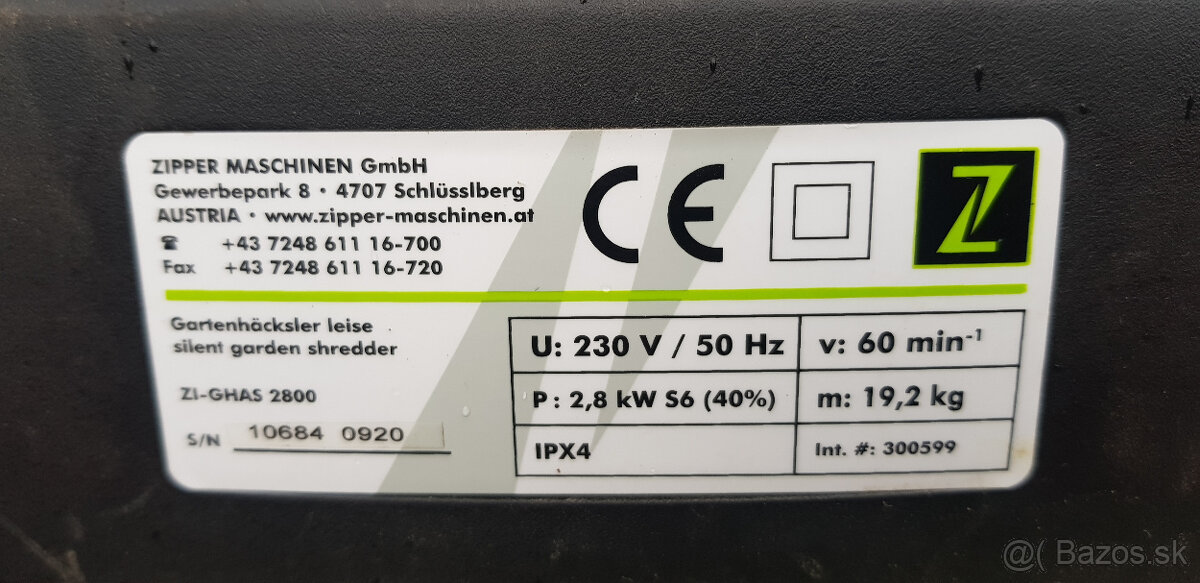 ZIPPER MASCHINEN GmbH
Gewerbepark 8 • 4707 Schlüsslberg
AUSTRIA • www.zipper-maschinen.at
☎ +43 7248 611 16-700
Fax +43 7248 611 16-720
CE
Z
Gartenhäcksler leise
silent garden shredder
ZI-GHAS 2800
S/N 10684 0920
U: 230 V / 50 Hz
v: 60 min⁻¹
P: 2,8 kW S6 (40%)
m: 19,2 kg
IPX4
Int. #: 300599
@( Bazos.sk